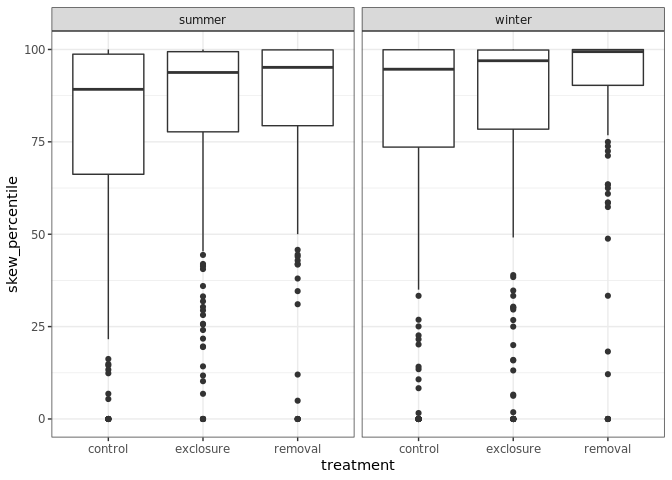 summer winter
100
75
50
25
0
skew_percentile
control exclosure removal control exclosure removal
treatment